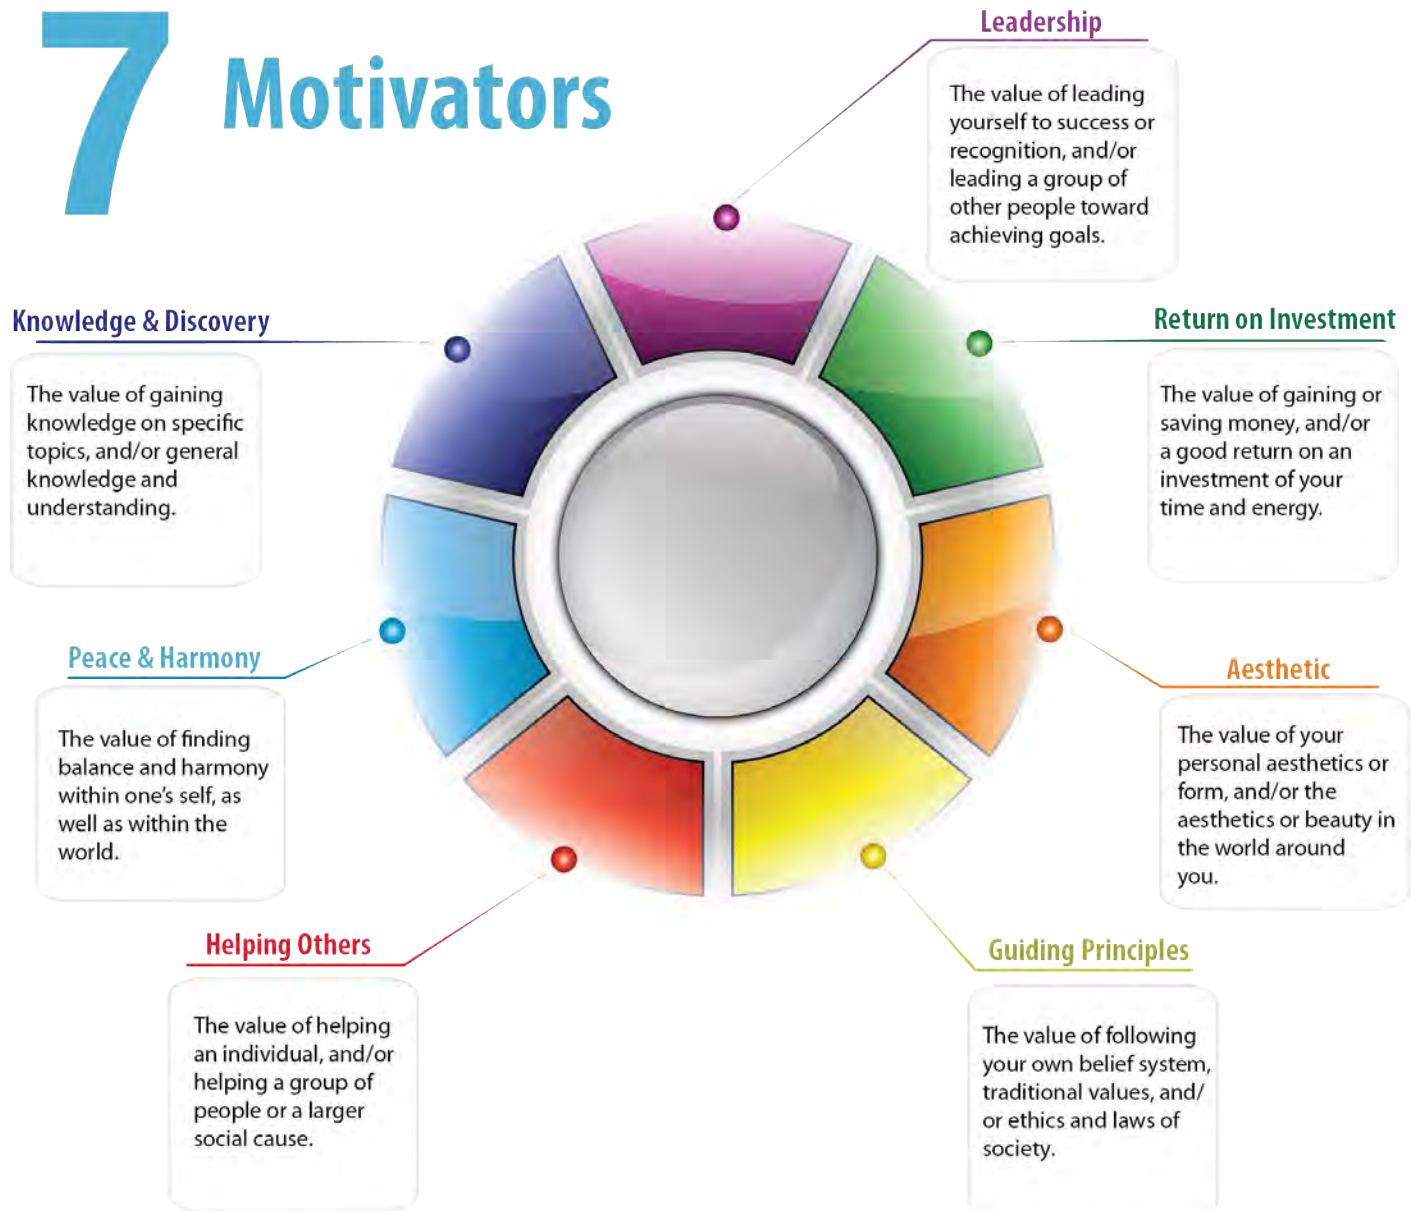 7 Motivators
Leadership
The value of leading
yourself to success or
recognition, and/or
leading a group of
other people toward
achieving goals.
Return on Investment
The value of gaining or
saving money, and/or
a good return on an
investment of your
time and energy.
Aesthetic
The value of your
personal aesthetics or
form, and/or the
aesthetics or beauty in
the world around
you.
Guiding Principles
The value of following
your own belief system,
traditional values, and/
or ethics and laws of
society.
Helping Others
The value of helping
an individual, and/or
helping a group of
people or a larger
social cause.
Peace & Harmony
The value of finding
balance and harmony
within one's self, as
well as within the
world.
Knowledge & Discovery
The value of gaining
knowledge on specific
topics, and/or general
knowledge and
understanding.